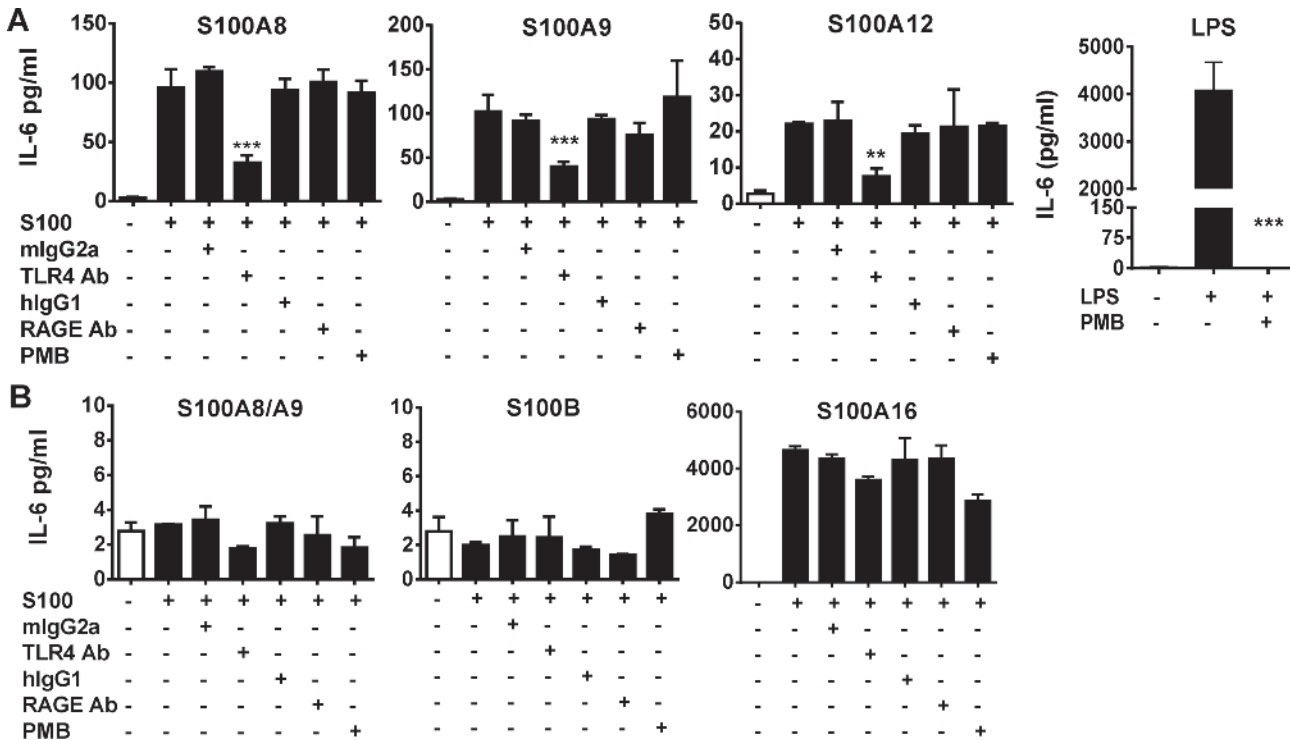 A
S100A8
S100A9
S100A12
LPS
IL-6 pg/ml
150
100
50
0
200
150
100
50
0
50
40
30
20
10
0
IL-6 (pg/ml)
5000
4000
3000
2000
150
75
0
***
***
**
***
S100 - + + + + + + - + + + + + + - + + + + + +
mIgG2a - - + - - - - - - + - - - - - - + - - - -
TLR4 Ab - - - + - - - - - - + - - - - - - + - - -
hIgG1 - - - - + - - - - - - + - - - - - - + - -
RAGE Ab - - - - - + - - - - - - + - - - - - - + -
PMB - - - - - - + - - - - - - + - - - - - - +
LPS - + +
PMB - - +
B
S100A8/A9
S100B
S100A16
IL-6 pg/ml
10
8
6
4
2
0
10
8
6
4
2
0
6000
4000
2000
0
S100 - + + + + + + - + + + + + + - + + + + + +
mIgG2a - - + - - - - - - + - - - - - - + - - - -
TLR4 Ab - - - + - - - - - - + - - - - - - + - - -
hIgG1 - - - - + - - - - - - + - - - - - - + - -
RAGE Ab - - - - - + - - - - - - + - - - - - - + -
PMB - - - - - - + - - - - - - + - - - - - - +